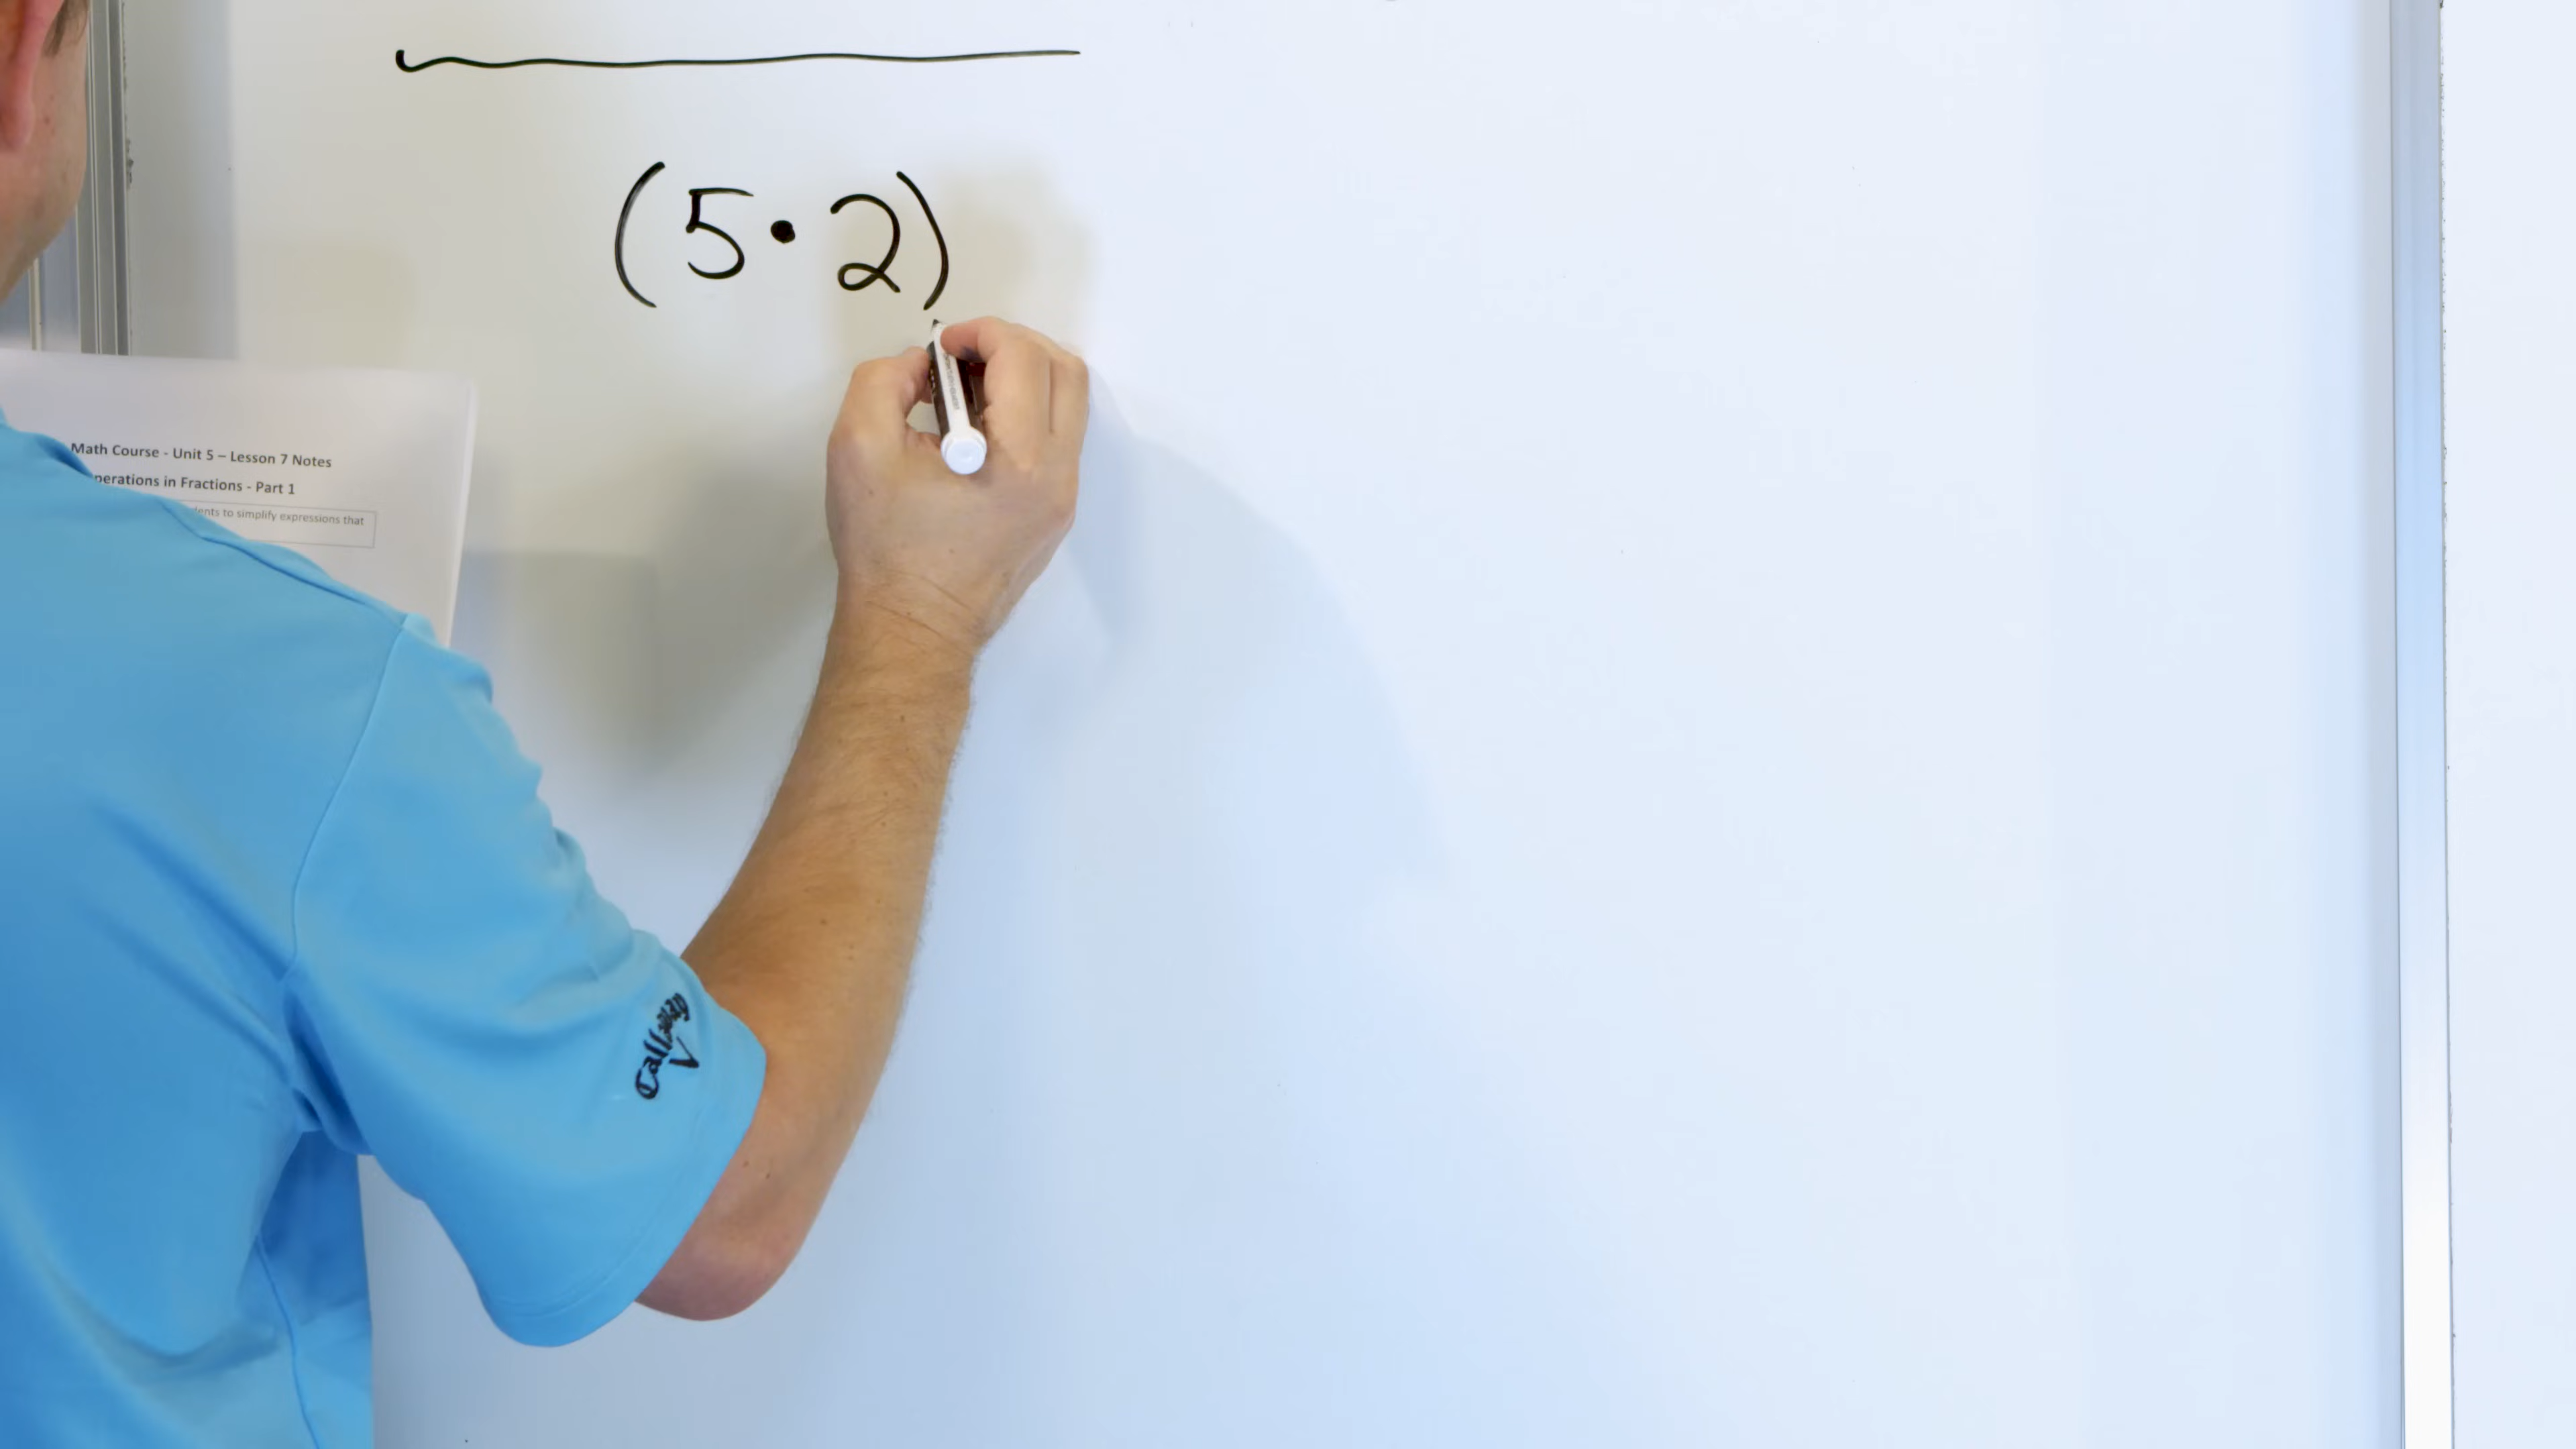 (5·2)
Math Course - Unit 5 – Lesson 7 Notes
perations in Fractions - Part 1
ents to simplify expressions that
Callaway